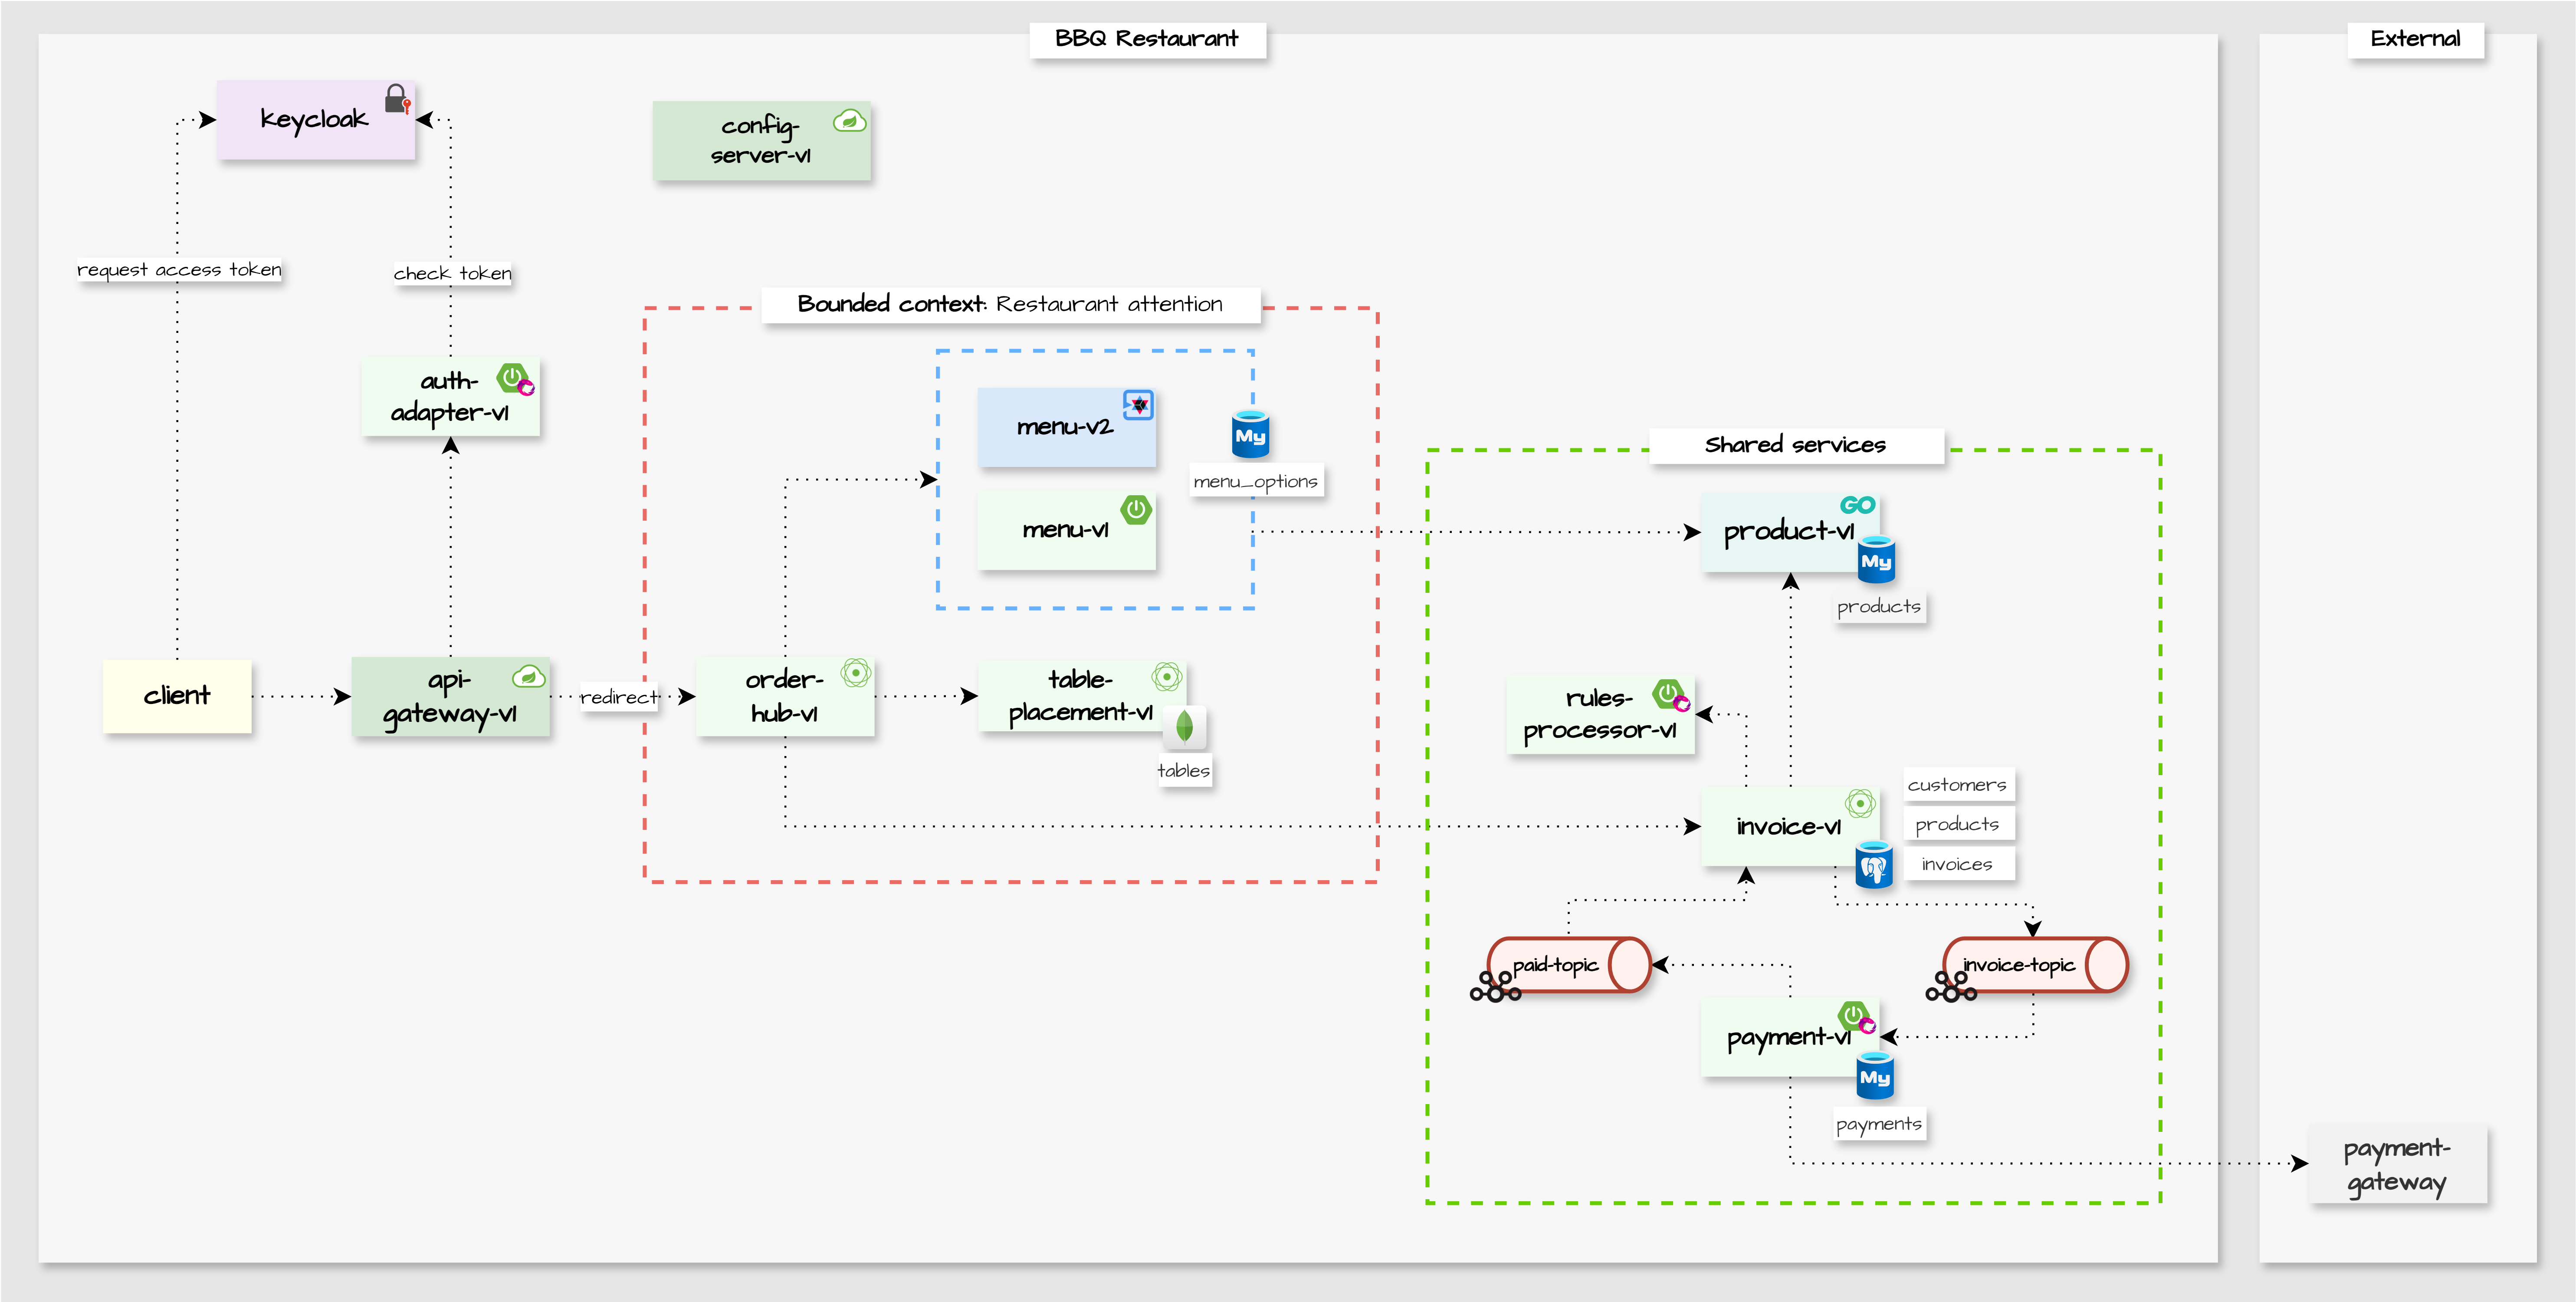 BBQ Restaurant
External
keycloak
config-
server-v1
request access token
check token
Bounded context: Restaurant attention
auth-
adapter-v1
menu-v2
My
menu_options
menu-v1
Shared services
GO
product-v1
My
products
client
api-
gateway-v1
redirect
order-
hub-v1
table-
placement-v1
tables
rules-
processor-v1
invoice-v1
customers
products
invoices
paid-topic
invoice-topic
payment-v1
My
payments
payment-
gateway